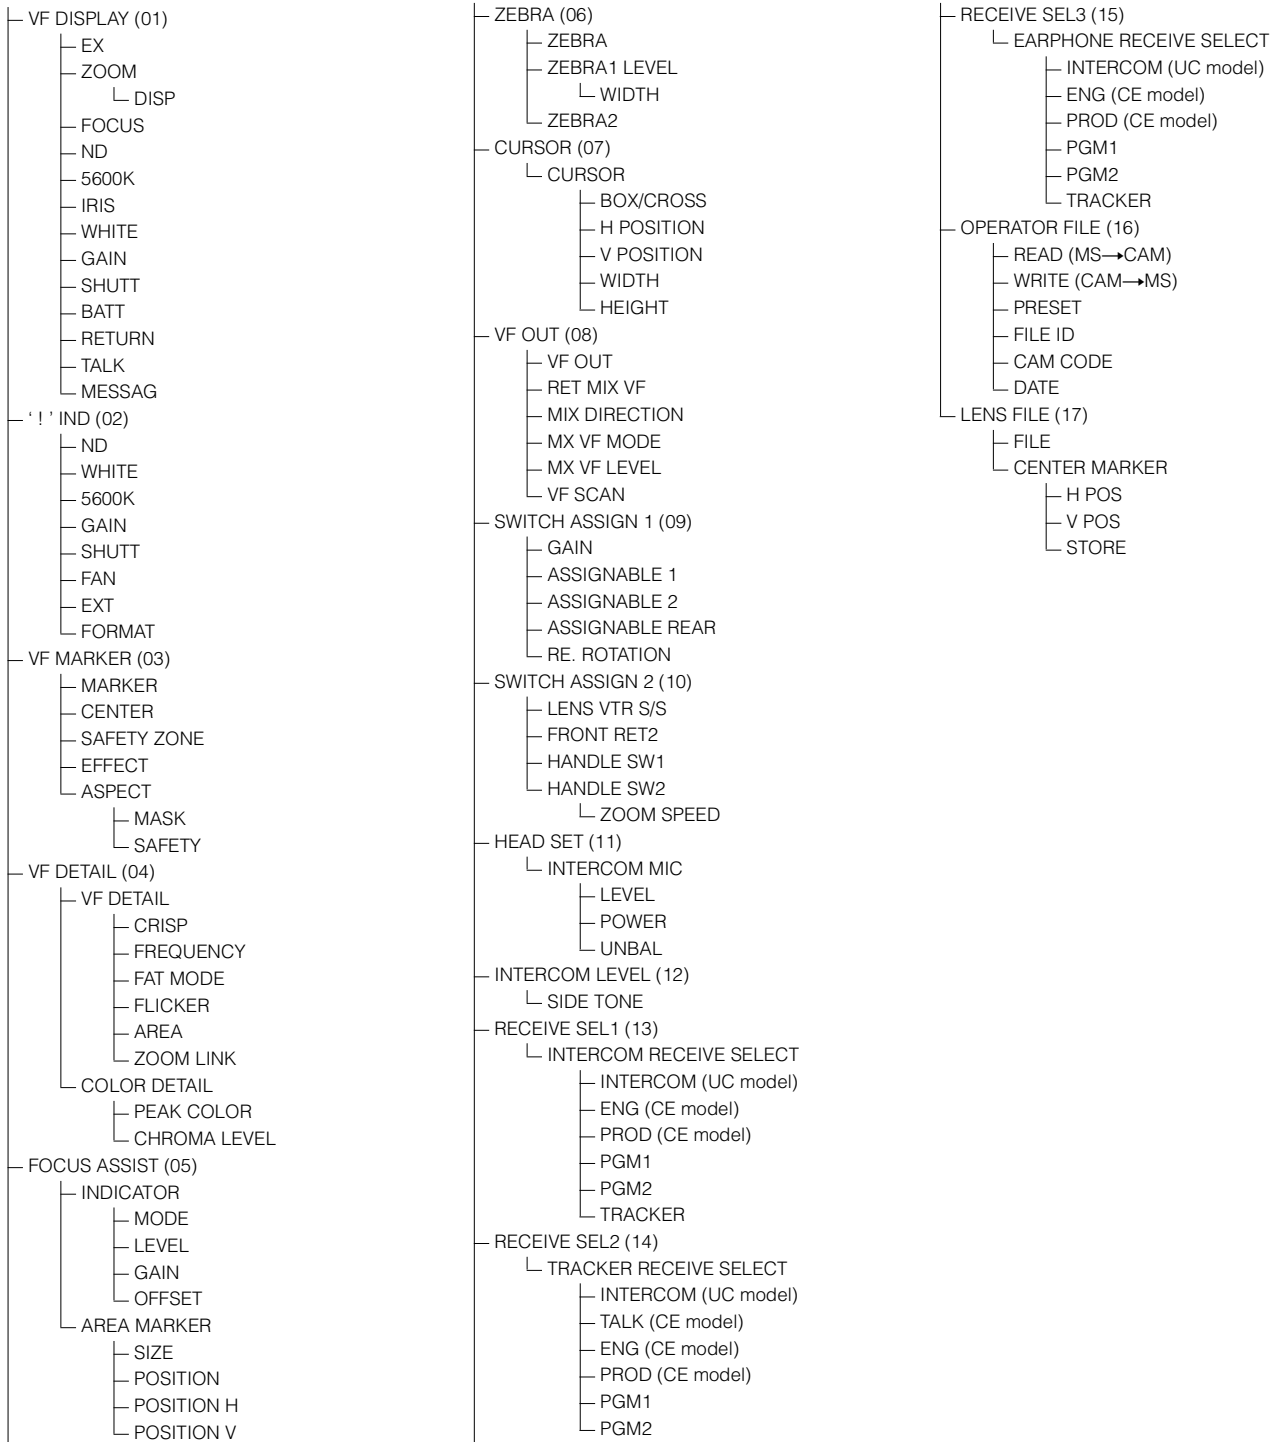 VF DISPLAY (01)
EX
ZOOM
DISP
FOCUS
ND
5600K
IRIS
WHITE
GAIN
SHUTT
BATT
RETURN
TALK
MESSAG
‘ ! ’ IND (02)
ND
WHITE
5600K
GAIN
SHUTT
FAN
EXT
FORMAT
VF MARKER (03)
MARKER
CENTER
SAFETY ZONE
EFFECT
ASPECT
MASK
SAFETY
VF DETAIL (04)
VF DETAIL
CRISP
FREQUENCY
FAT MODE
FLICKER
AREA
ZOOM LINK
COLOR DETAIL
PEAK COLOR
CHROMA LEVEL
FOCUS ASSIST (05)
INDICATOR
MODE
LEVEL
GAIN
OFFSET
AREA MARKER
SIZE
POSITION
POSITION H
POSITION V
ZEBRA (06)
ZEBRA
ZEBRA1 LEVEL
WIDTH
ZEBRA2
CURSOR (07)
CURSOR
BOX/CROSS
H POSITION
V POSITION
WIDTH
HEIGHT
VF OUT (08)
VF OUT
RET MIX VF
MIX DIRECTION
MX VF MODE
MX VF LEVEL
VF SCAN
SWITCH ASSIGN 1 (09)
GAIN
ASSIGNABLE 1
ASSIGNABLE 2
ASSIGNABLE REAR
RE. ROTATION
SWITCH ASSIGN 2 (10)
LENS VTR S/S
FRONT RET2
HANDLE SW1
HANDLE SW2
ZOOM SPEED
HEAD SET (11)
INTERCOM MIC
LEVEL
POWER
UNBAL
INTERCOM LEVEL (12)
SIDE TONE
RECEIVE SEL1 (13)
INTERCOM RECEIVE SELECT
INTERCOM (UC model)
ENG (CE model)
PROD (CE model)
PGM1
PGM2
TRACKER
RECEIVE SEL2 (14)
TRACKER RECEIVE SELECT
INTERCOM (UC model)
TALK (CE model)
ENG (CE model)
PROD (CE model)
PGM1
PGM2
RECEIVE SEL3 (15)
EARPHONE RECEIVE SELECT
INTERCOM (UC model)
ENG (CE model)
PROD (CE model)
PGM1
PGM2
TRACKER
OPERATOR FILE (16)
READ (MS→CAM)
WRITE (CAM→MS)
PRESET
FILE ID
CAM CODE
DATE
LENS FILE (17)
FILE
CENTER MARKER
H POS
V POS
STORE